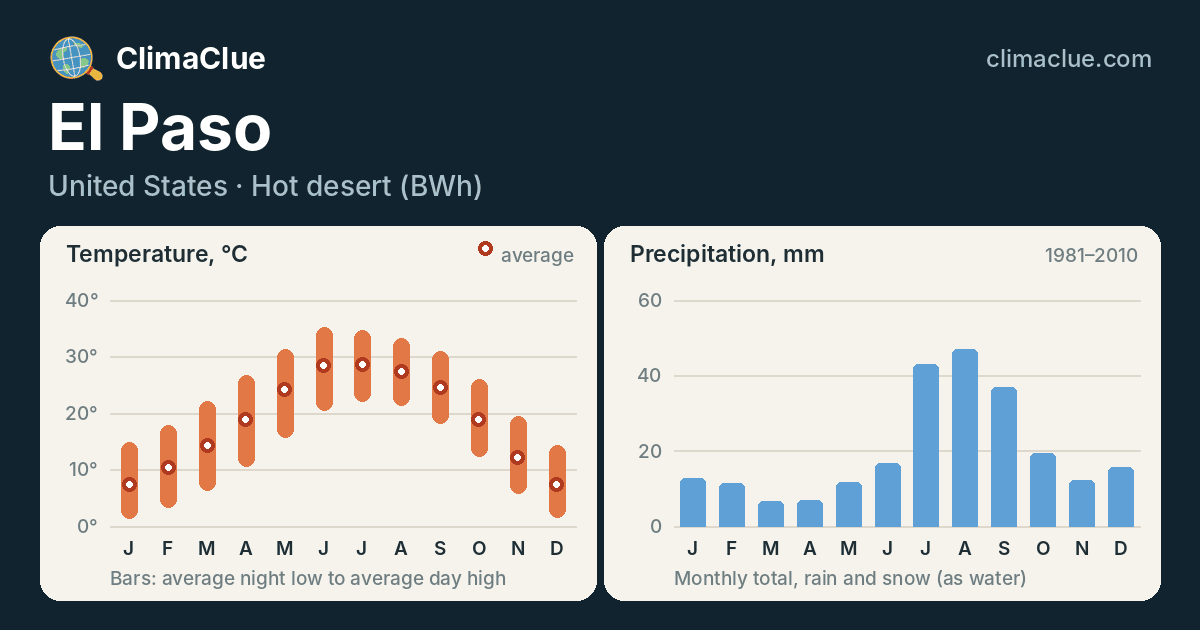 ClimaClue
climaclue.com
El Paso
United States · Hot desert (BWh)
Temperature, °C
average
40°
30°
20°
10°
0°
J F M A M J J A S O N D
Bars: average night low to average day high
Precipitation, mm
1981–2010
60
40
20
0
J F M A M J J A S O N D
Monthly total, rain and snow (as water)